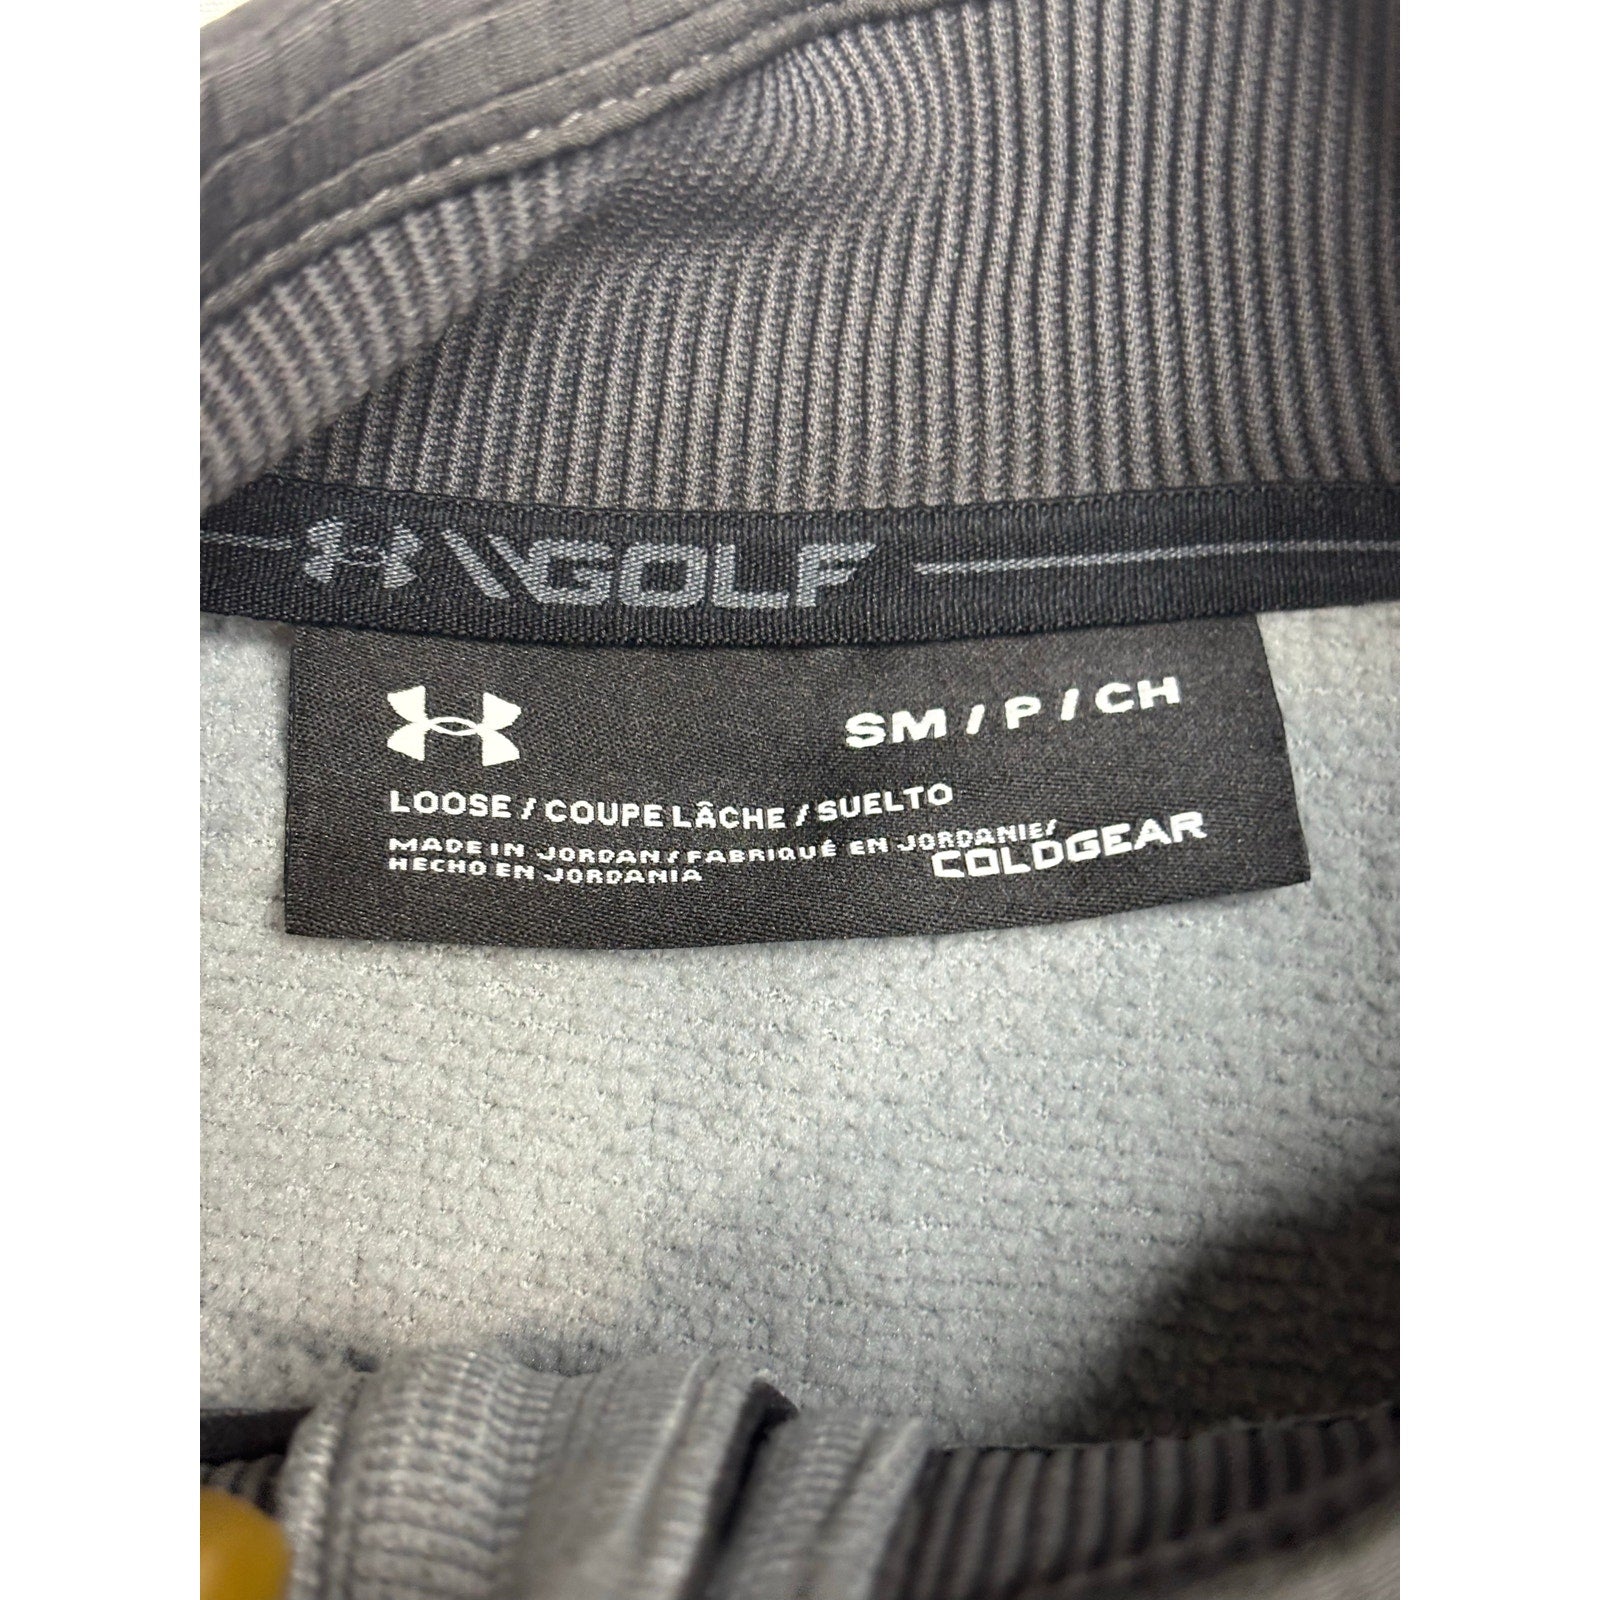 \\GOLF
SM / P / CH
LOOSE / COUPE LÂCHE / SUELTO
MADE IN JORDAN / FABRIQUÉ EN JORDANIE/
HECHO EN JORDANIA
COLDGEAR